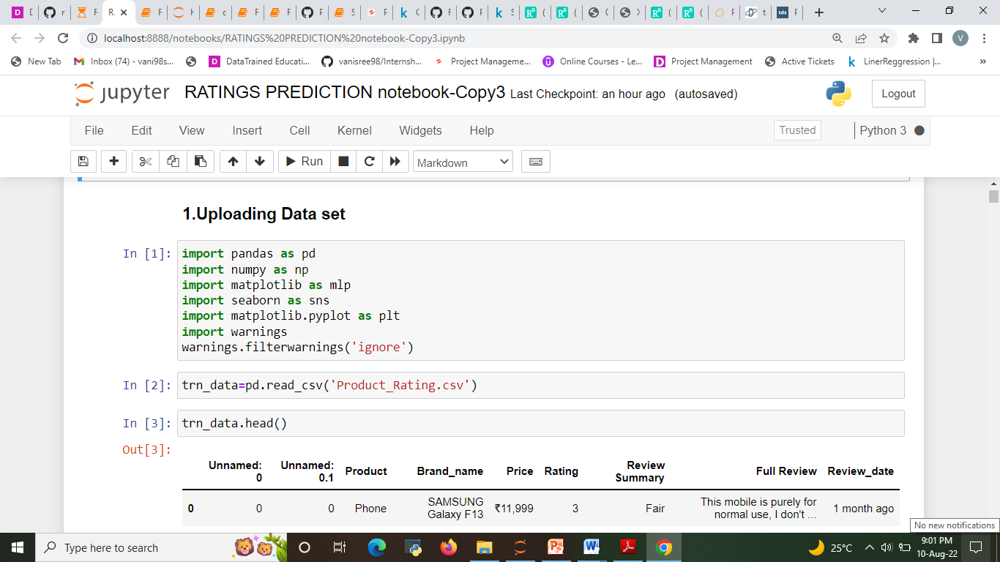 localhost:8888/notebooks/RATINGS%20PREDICTION%20notebook-Copy3.ipynb
V
New Tab
Inbox (74) - vani98s...
DataTrained Educati...
vanisree98/Internsh...
Project Manageme...
Online Courses - Le...
Project Management
Active Tickets
LinerReggression |...
»
jupyter RATINGS PREDICTION notebook-Copy3 Last Checkpoint: an hour ago (autosaved)
Logout
File Edit View Insert Cell Kernel Widgets Help
Trusted
Python 3
Run
Markdown
1.Uploading Data set
In [1]: import pandas as pd
import numpy as np
import matplotlib as mlp
import seaborn as sns
import matplotlib.pyplot as plt
import warnings
warnings.filterwarnings('ignore')
In [2]: trn_data=pd.read_csv('Product_Rating.csv')
In [3]: trn_data.head()
Out[3]:
Unnamed: 0 Unnamed: 0.1 Product Brand_name Price Rating Review Summary Full Review Review_date
0 0 0 Phone SAMSUNG Galaxy F13 ₹11,999 3 Fair This mobile is purely for normal use, I don't ... 1 month ago
No new notifications
Type here to search
25°C
9:01 PM
10-Aug-22